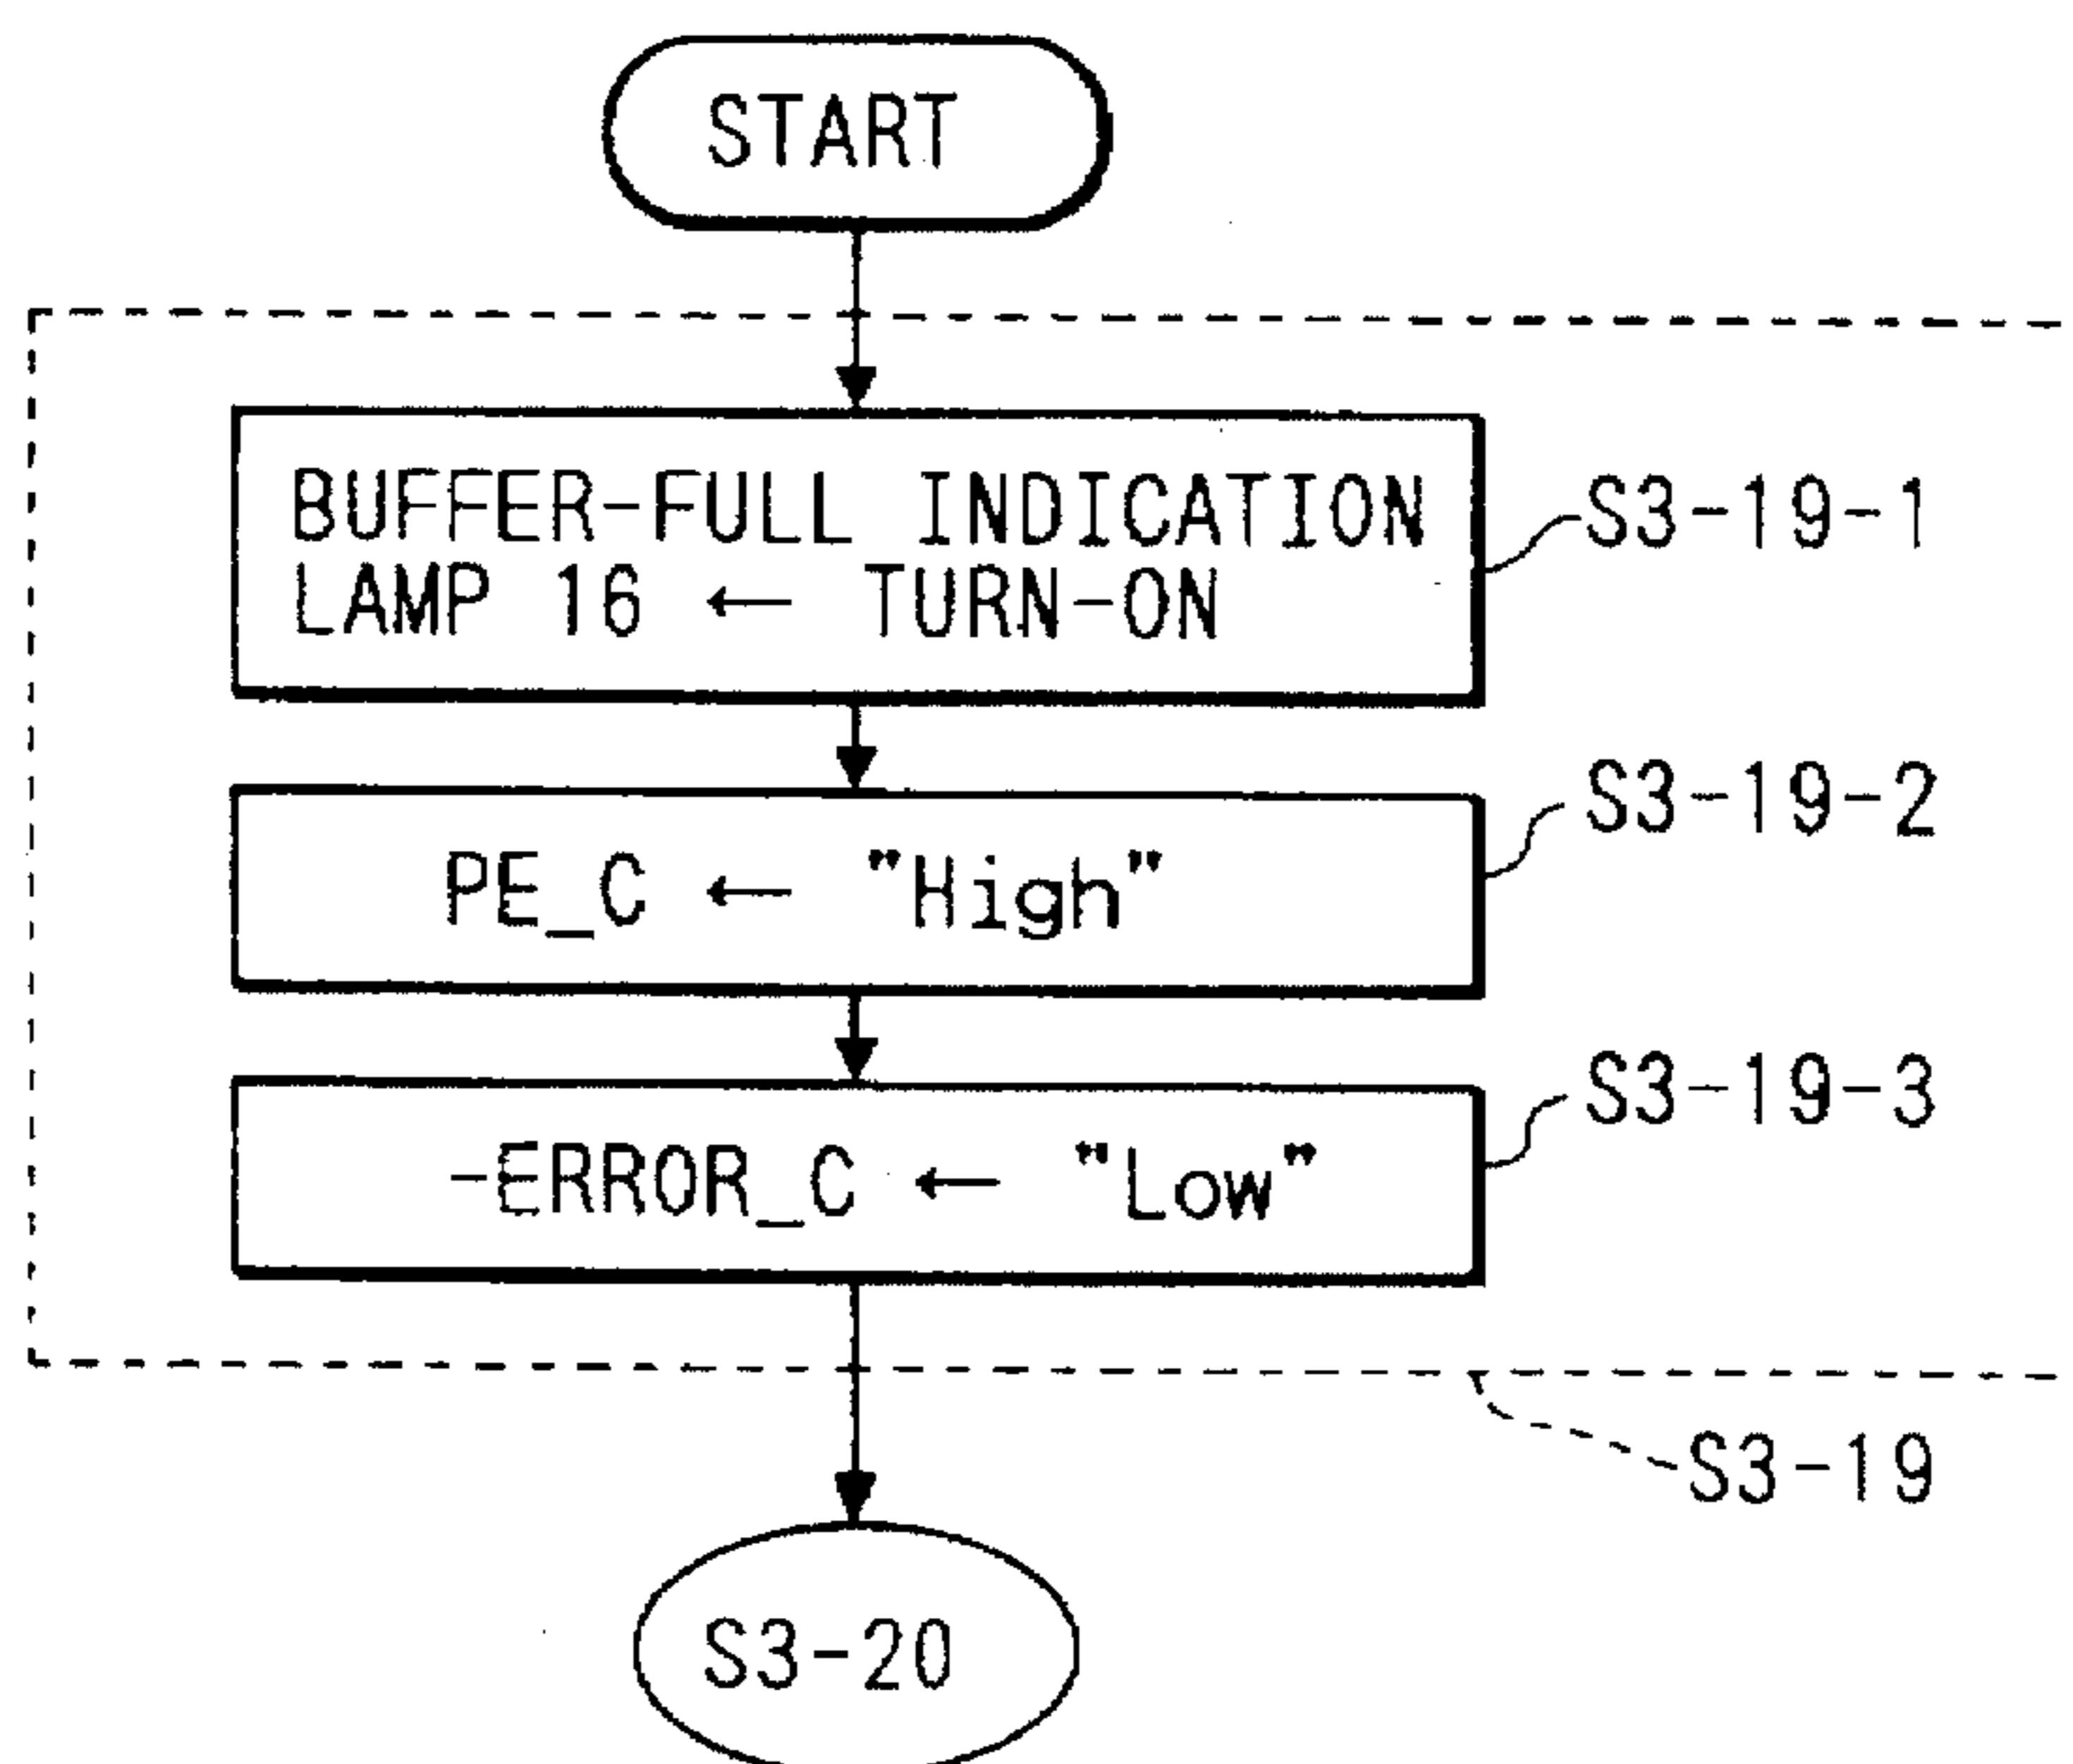 START
BUFFER-FULL INDICATION
LAMP 16 ← TURN-ON
S3-19-1
PE_C ← "High"
S3-19-2
-ERROR_C ← "Low"
S3-19-3
S3-19
S3-20